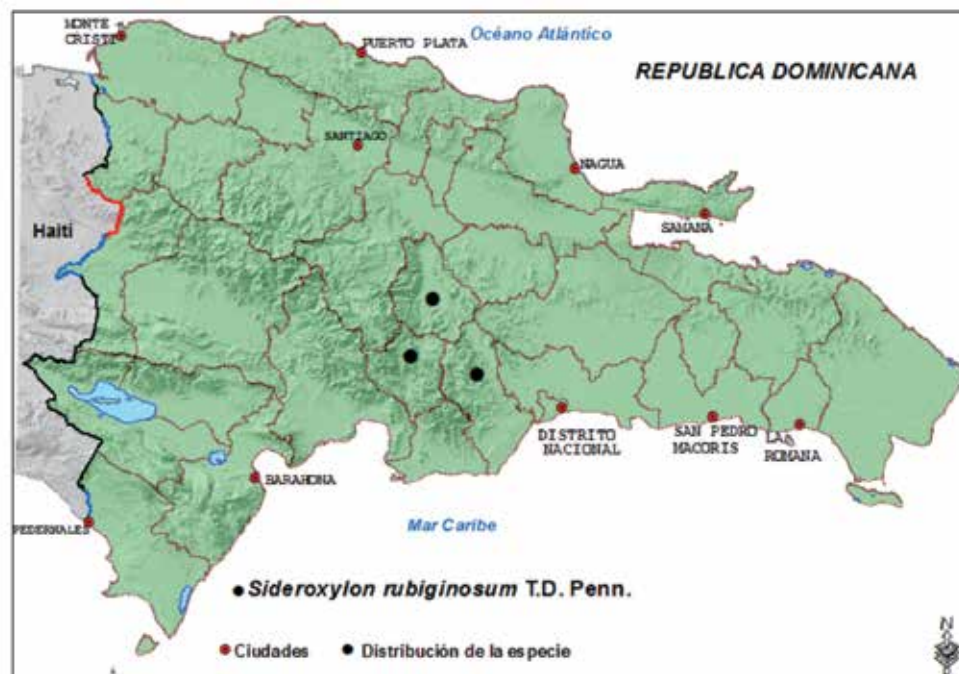 MONTE
CRISTI
PUERTO PLATA
Océano Atlántico
REPUBLICA DOMINICANA
SANTIAGO
NAGUA
SAMANA
Haití
DISTRITO
NACIONAL
SAN PEDRO
MACORIS
LA
ROMANA
BARAHONA
PEDERNALES
Mar Caribe
Sideroxylon rubiginosum T.D. Penn.
Ciudades
Distribución de la especie
N